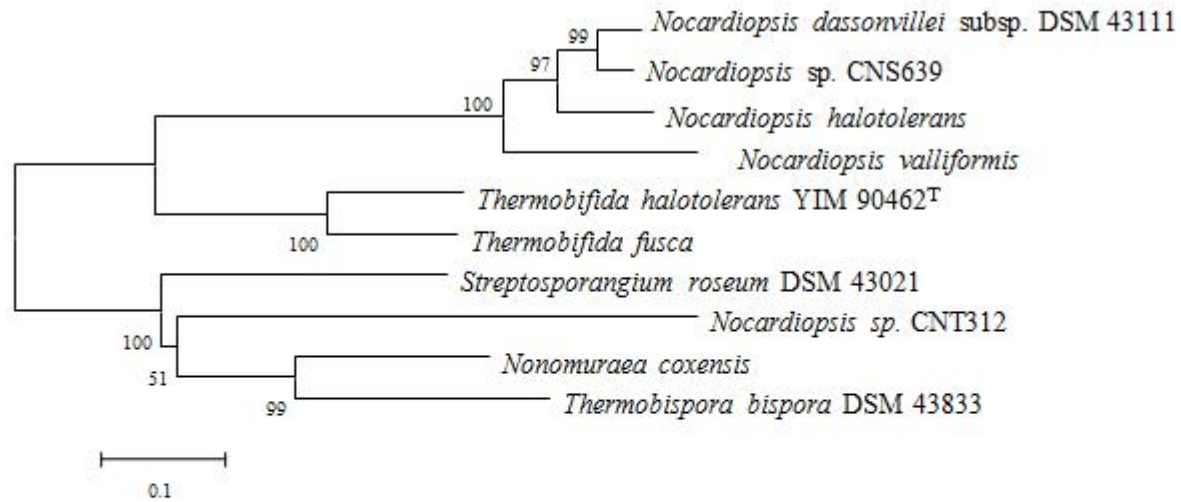 Nocardiopsis dassonvillei subsp. DSM 43111
99
Nocardiopsis sp. CNS639
97
Nocardiopsis halotolerans
100
Nocardiopsis valliformis
Thermobifida halotolerans YIM 90462ᵀ
100
Thermobifida fusca
Streptosporangium roseum DSM 43021
Nocardiopsis sp. CNT312
100
Nonomuraea coxensis
51
Thermobispora bispora DSM 43833
99
0.1